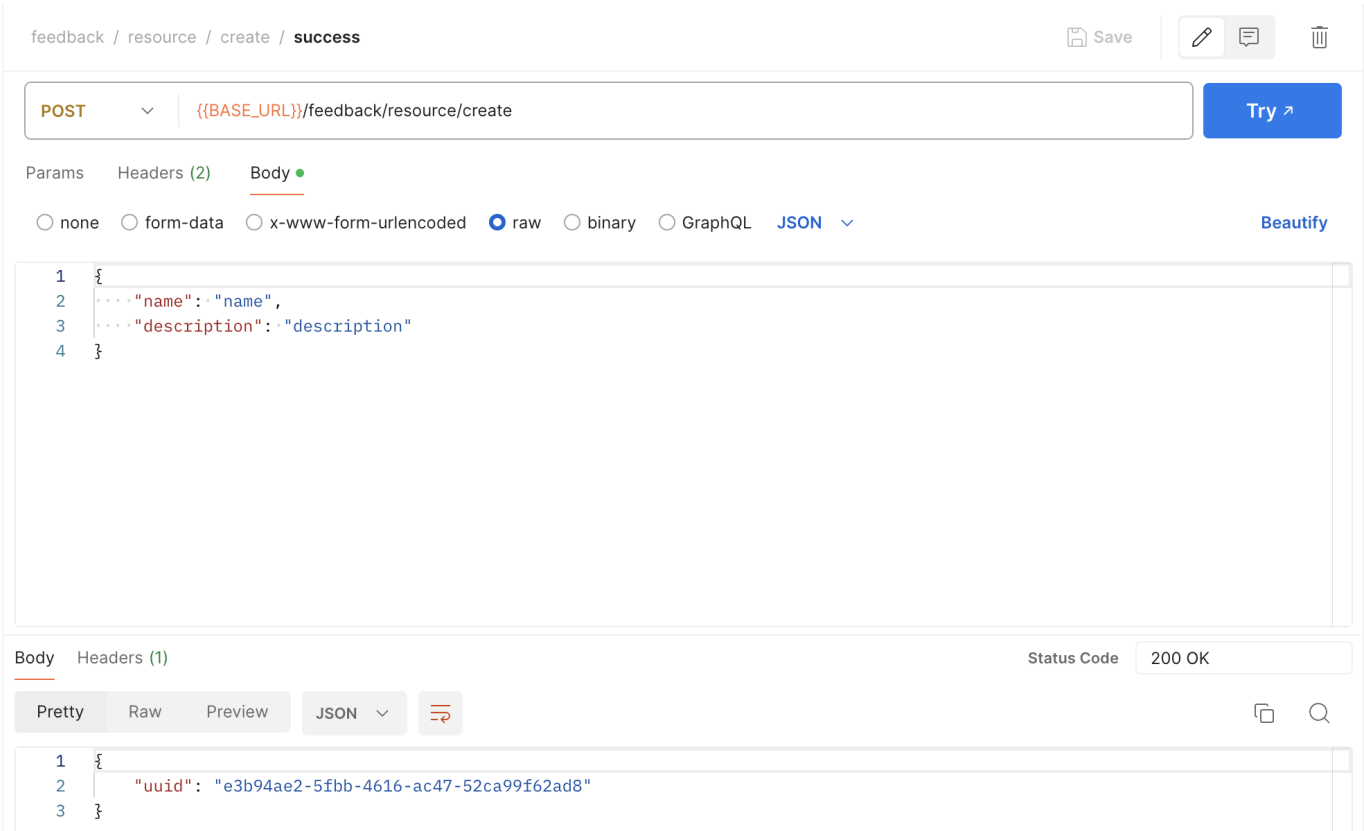 feedback / resource / create / success Save
POST {{BASE_URL}}/feedback/resource/create Try ↗
Params Headers (2) Body
none form-data x-www-form-urlencoded raw binary GraphQL JSON Beautify
1 {
2 ····"name":·"name",
3 ····"description":·"description"
4 }
Body Headers (1) Status Code 200 OK
Pretty Raw Preview JSON
1 {
2 "uuid": "e3b94ae2-5fbb-4616-ac47-52ca99f62ad8"
3 }